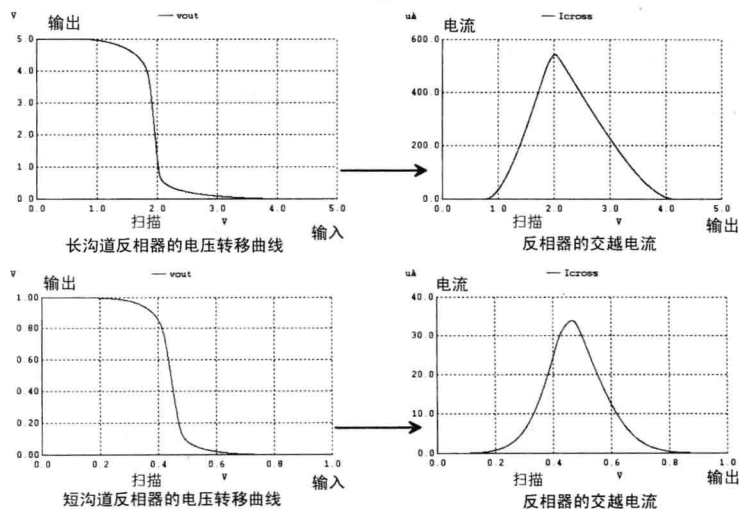 V 输出 — vout
5.0
4.0
3.0
2.0
1.0
0.0
0.0 1.0 2.0 3.0 4.0 5.0
扫描 V 输入
长沟道反相器的电压转移曲线
uA 电流 — Icross
600.0
400.0
200.0
0.0
0.0 1.0 2.0 3.0 4.0 5.0
扫描 V 输出
反相器的交越电流
V 输出 — vout
1.00
0.80
0.60
0.40
0.20
0.00
0.0 0.2 0.4 0.6 0.8 1.0
扫描 V 输入
短沟道反相器的电压转移曲线
uA 电流 — Icross
40.0
30.0
20.0
10.0
0.0
0.0 0.2 0.4 0.6 0.8 1.0
扫描 V 输出
反相器的交越电流